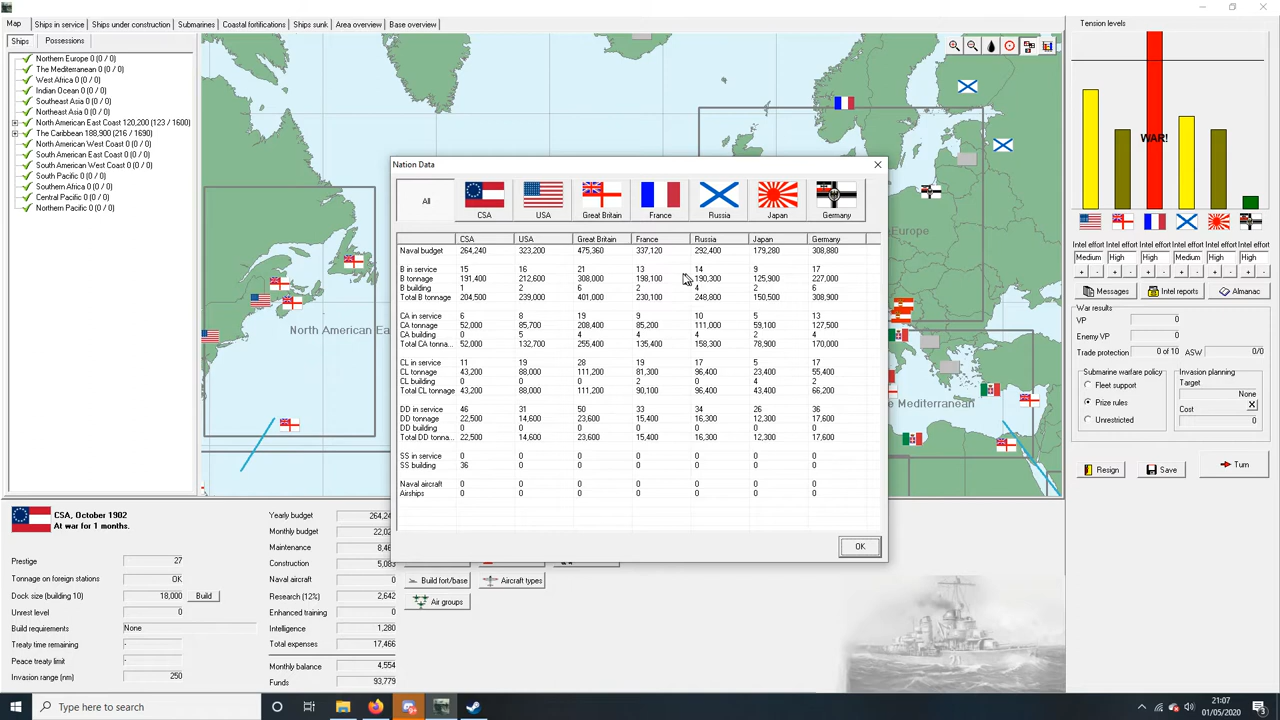 Map Ships in service Ships under construction Submarines Coastal fortifications Ships sunk Area overview Base overview
Ships Possessions
Northern Europe 0 (0 / 0)
The Mediterranean 0 (0 / 0)
West Africa 0 (0 / 0)
Indian Ocean 0 (0 / 0)
Southeast Asia 0 (0 / 0)
Northeast Asia 0 (0 / 0)
North American East Coast 120,200 (123 / 1600)
The Caribbean 188,900 (216 / 1690)
North American West Coast 0 (0 / 0)
South American East Coast 0 (0 / 0)
South American West Coast 0 (0 / 0)
South Pacific 0 (0 / 0)
Southern Africa 0 (0 / 0)
Central Pacific 0 (0 / 0)
Northern Pacific 0 (0 / 0)
North American Ea
Europe
e Mediterranean
Nation Data
All CSA USA Great Britain France Russia Japan Germany
CSA USA Great Britain France Russia Japan Germany
Naval budget 264,240 323,200 475,360 337,120 292,400 179,280 308,880
B in service 15 16 21 13 14 9 17
B tonnage 191,400 212,600 308,000 198,100 190,300 125,900 227,000
B building 1 2 6 2 4 2 6
Total B tonnage 204,500 239,000 401,000 230,100 248,800 150,500 308,900
CA in service 6 8 19 9 10 5 13
CA tonnage 52,000 85,700 208,400 85,200 111,000 59,100 127,500
CA building 0 5 4 4 4 2 4
Total CA tonna... 52,000 132,700 255,400 135,400 158,300 78,900 170,000
CL in service 11 19 28 19 17 5 17
CL tonnage 43,200 88,000 111,200 81,300 96,400 23,400 55,400
CL building 0 0 0 2 0 4 2
Total CL tonnage 43,200 88,000 111,200 90,100 96,400 43,400 66,200
DD in service 46 31 50 33 34 26 36
DD tonnage 22,500 14,600 23,600 15,400 16,300 12,300 17,600
DD building 0 0 0 0 0 0 0
Total DD tonna... 22,500 14,600 23,600 15,400 16,300 12,300 17,600
SS in service 0 0 0 0 0 0 0
SS building 36 0 0 0 0 0 0
Naval aircraft 0 0 0 0 0 0 0
Airships 0 0 0 0 0 0 0
OK
Tension levels
WAR!
Intel effort Intel effort Intel effort Intel effort Intel effort Intel effort
Medium High High Medium High High
+ - + - + - + - + - + -
Messages Intel reports Almanac
War results
VP 0
Enemy VP 0
Trade protection 0 of 10 ASW 0/0
Submarine warfare policy
Fleet support
Prize rules
Unrestricted
Invasion planning
Target
None
Cost X
0
Resign Save Turn
CSA, October 1902
At war for 1 months.
Prestige 27
Tonnage on foreign stations OK
Dock size (building 10) 18,000 Build
Unrest level 0
Build requirements None
Treaty time remaining -
Peace treaty limit -
Invasion range (nm) 250
Yearly budget 264,24
Monthly budget 22,02
Maintenance 8,46
Construction 5,083
Naval aircraft 0
Research (12%) 2,642
Enhanced training 0
Intelligence 1,280
Total expenses 17,466
Monthly balance 4,554
Funds 93,779
Build fort/base Aircraft types
Air groups
Type here to search
21:07
01/05/2020
3